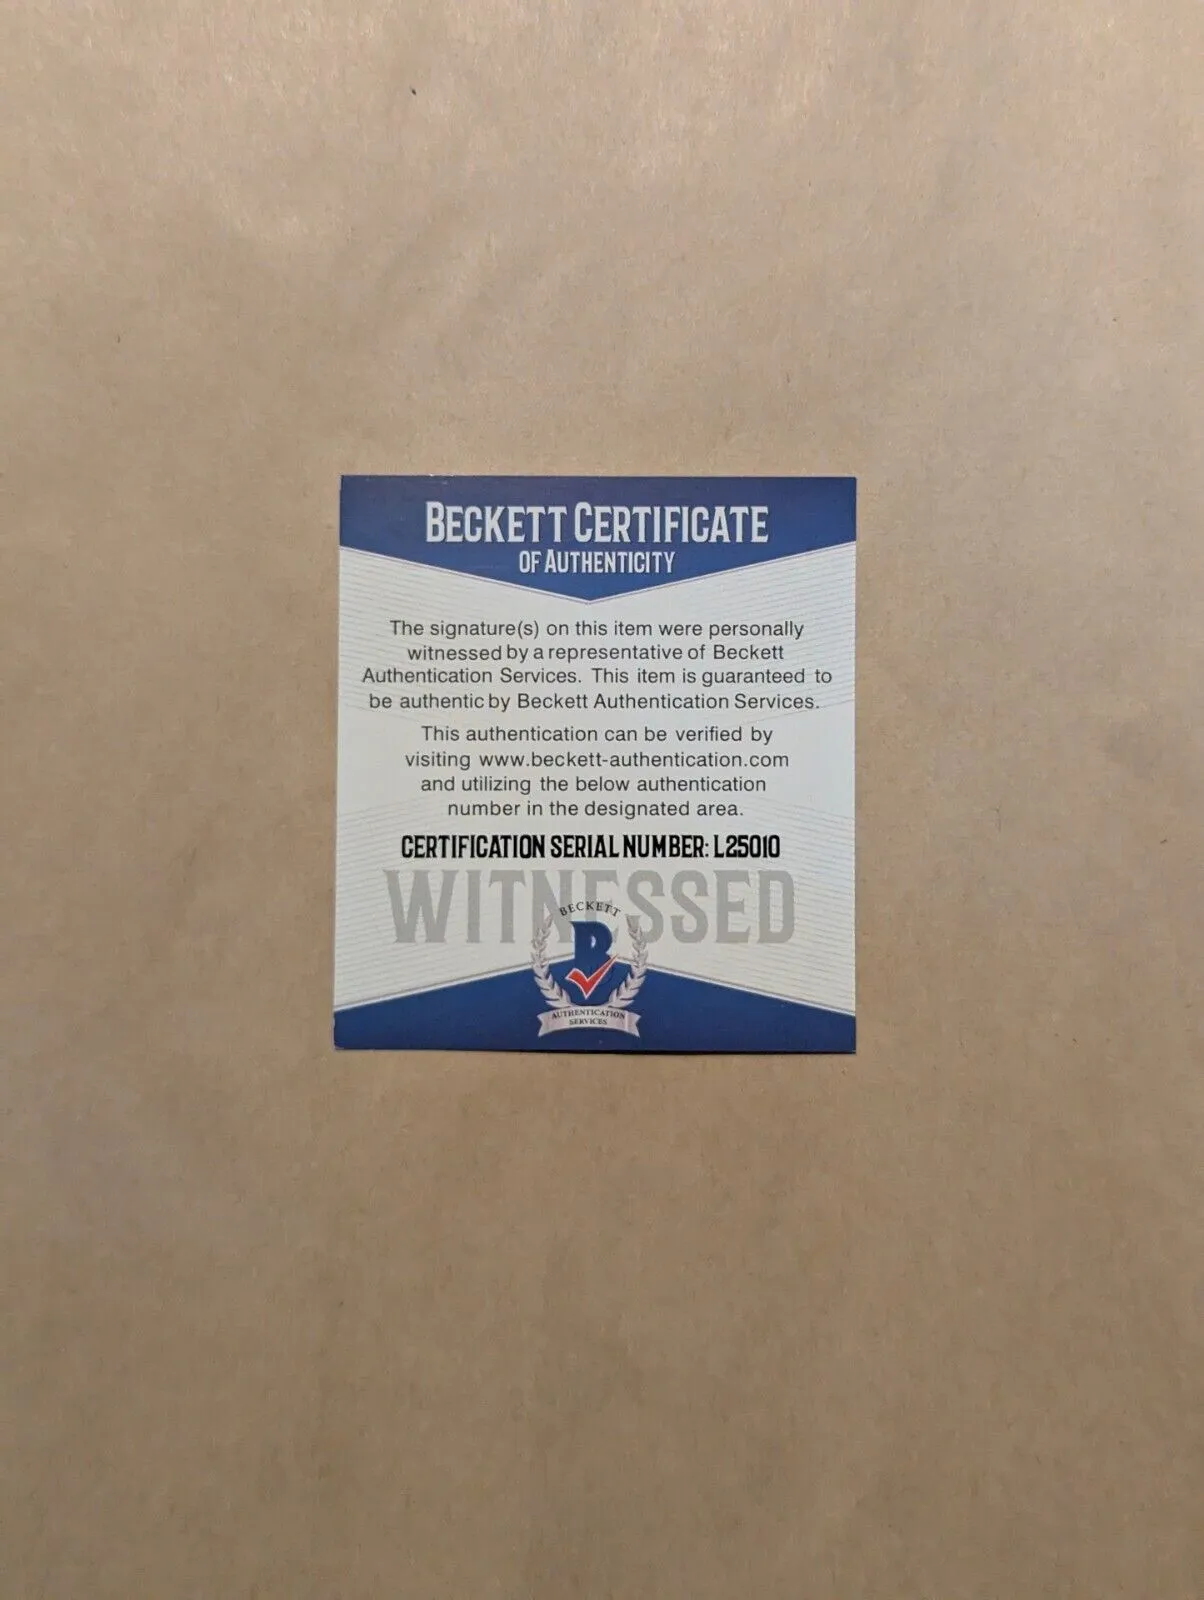 BECKETT CERTIFICATE
OF AUTHENTICITY
The signature(s) on this item were personally
witnessed by a representative of Beckett
Authentication Services. This item is guaranteed to
be authentic by Beckett Authentication Services.
This authentication can be verified by
visiting www.beckett-authentication.com
and utilizing the below authentication
number in the designated area.
CERTIFICATION SERIAL NUMBER: L25010
WITNESSED
BECKETT
B
AUTHENTICATION
SERVICES